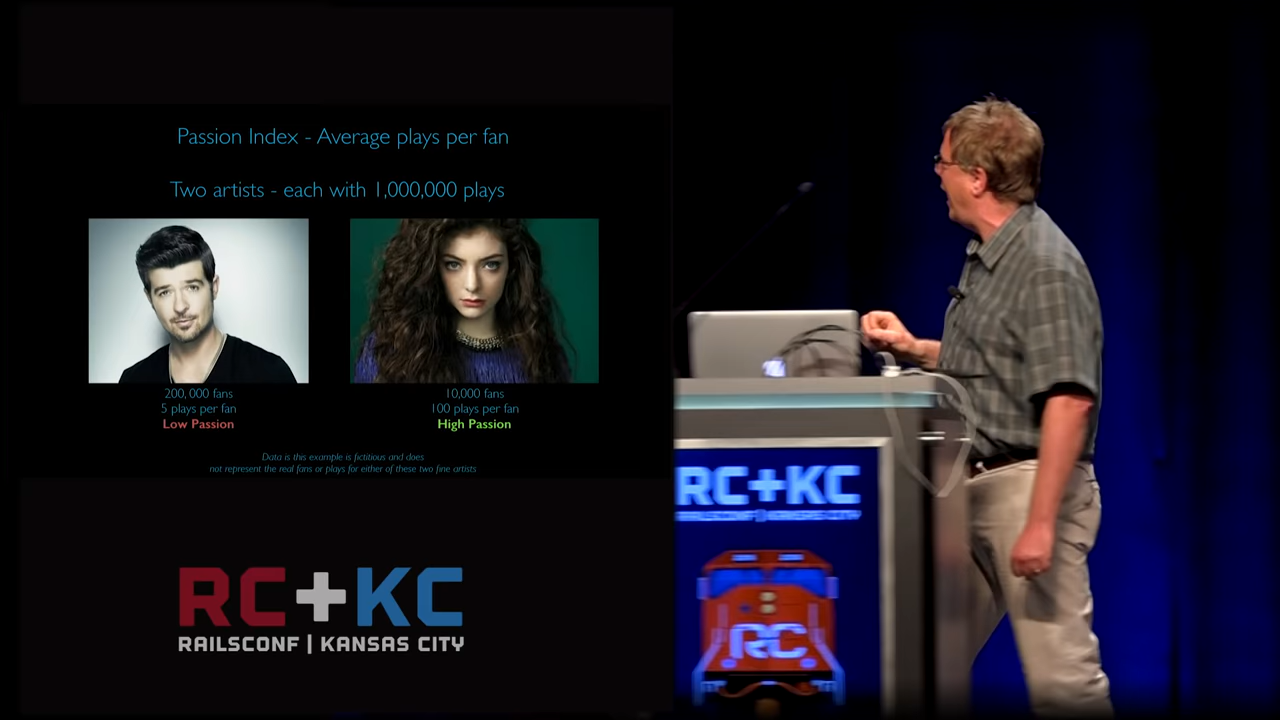 Passion Index - Average plays per fan
Two artists - each with 1,000,000 plays
200, 000 fans
5 plays per fan
Low Passion
10,000 fans
100 plays per fan
High Passion
Data is this example is fictitious and does
not represent the real fans or plays for either of these two fine artists
RC+KC
RAILSCONF | KANSAS CITY
RC+KC
RAILSCONF | KANSAS CITY
RC